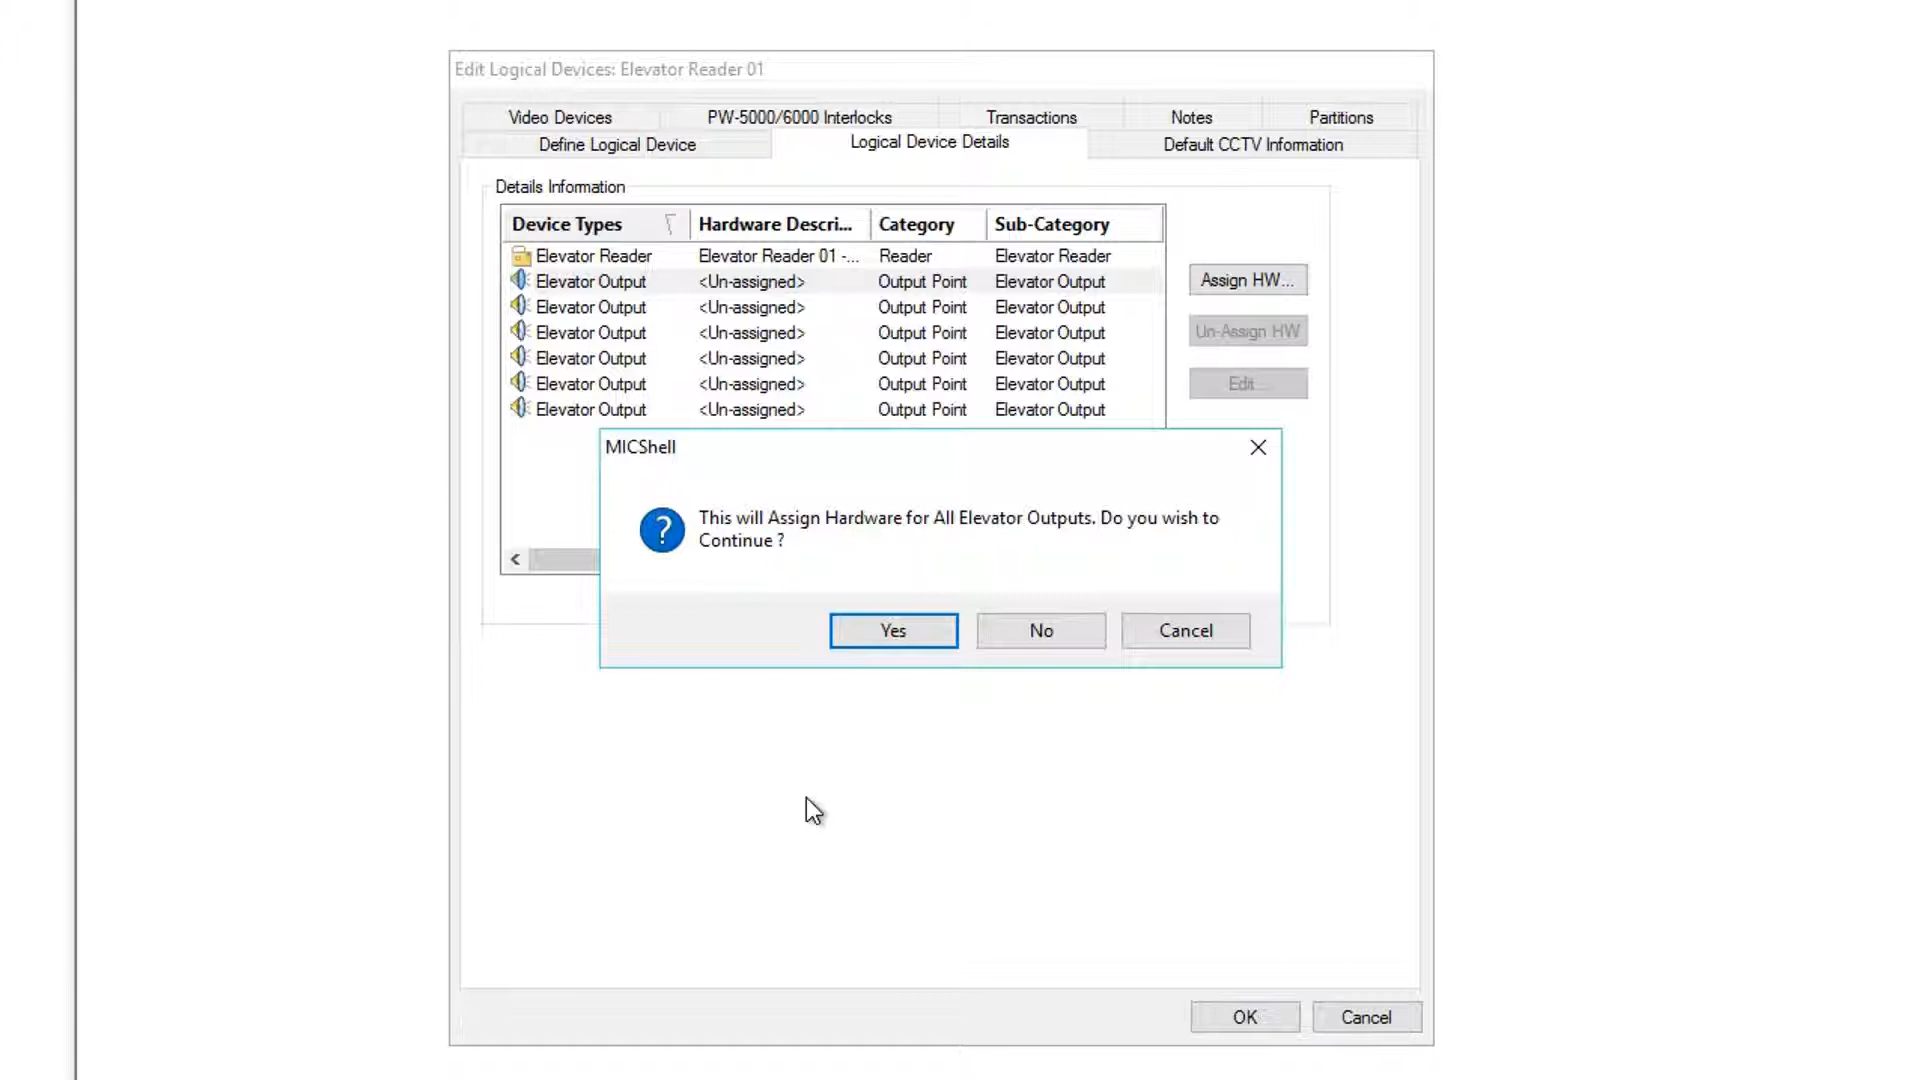 Edit Logical Devices: Elevator Reader 01
Video Devices PW-5000/6000 Interlocks Transactions Notes Partitions
Define Logical Device Logical Device Details Default CCTV Information
Details Information
Device Types Hardware Descri... Category Sub-Category
Elevator Reader Elevator Reader 01 -... Reader Elevator Reader
Elevator Output <Un-assigned> Output Point Elevator Output
Elevator Output <Un-assigned> Output Point Elevator Output
Elevator Output <Un-assigned> Output Point Elevator Output
Elevator Output <Un-assigned> Output Point Elevator Output
Elevator Output <Un-assigned> Output Point Elevator Output
Elevator Output <Un-assigned> Output Point Elevator Output
Assign HW...
Un-Assign HW
Edit...
MICShell
This will Assign Hardware for All Elevator Outputs. Do you wish to
Continue ?
Yes No Cancel
OK Cancel